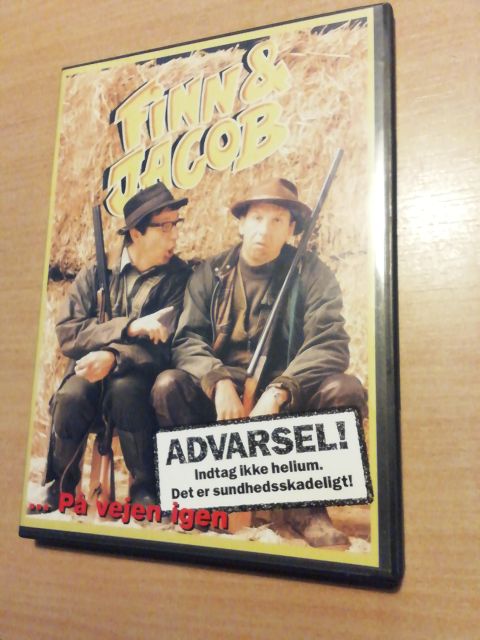 FINN &
JACOB
ADVARSEL!
Indtag ikke helium.
Det er sundhedsskadeligt!
... På vejen igen